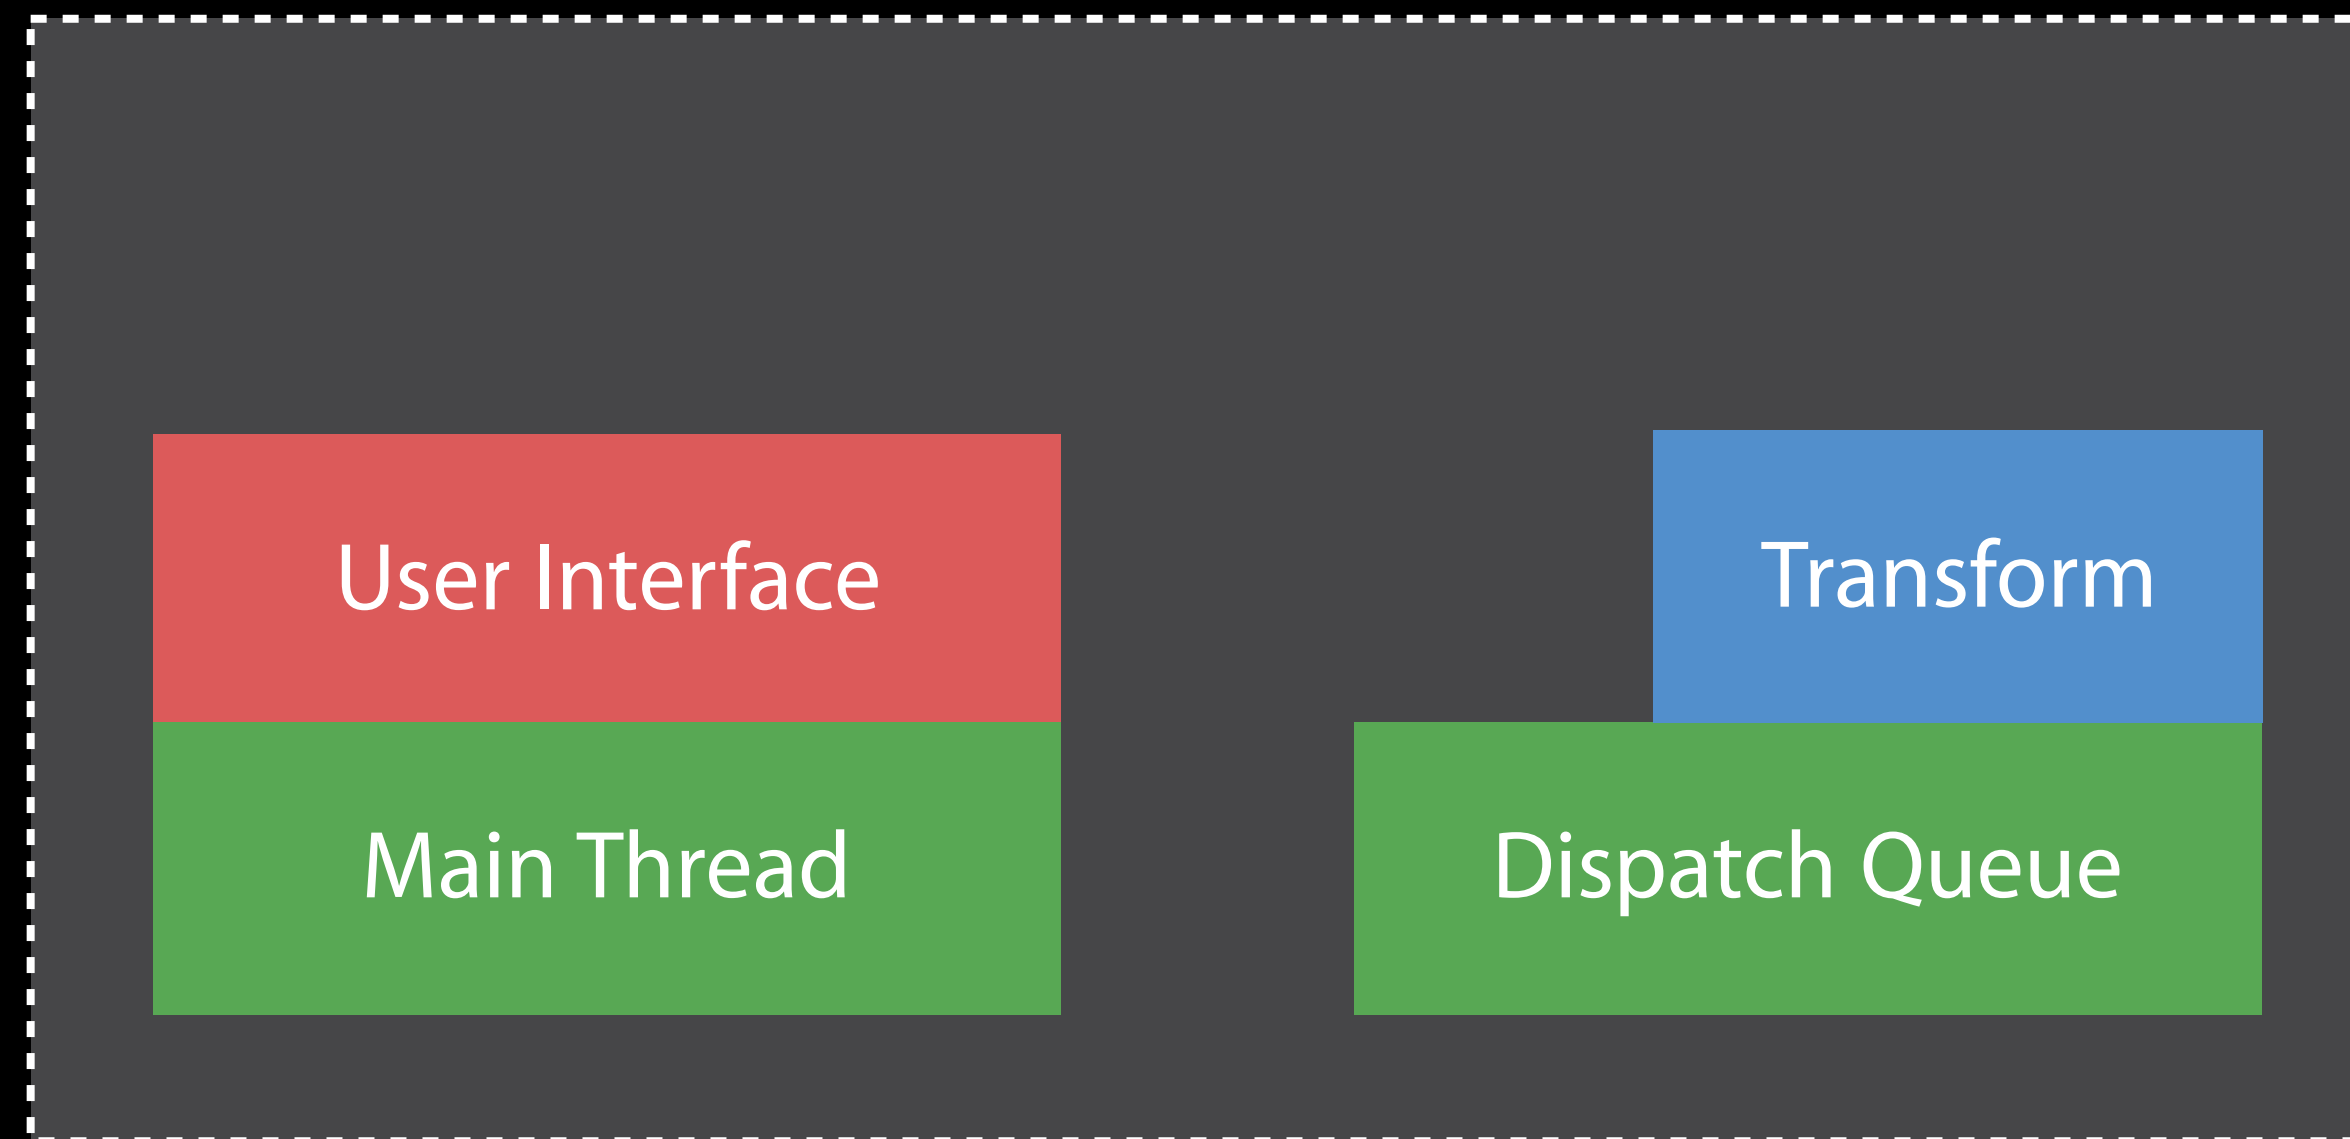 User Interface
Transform
Main Thread
Dispatch Queue